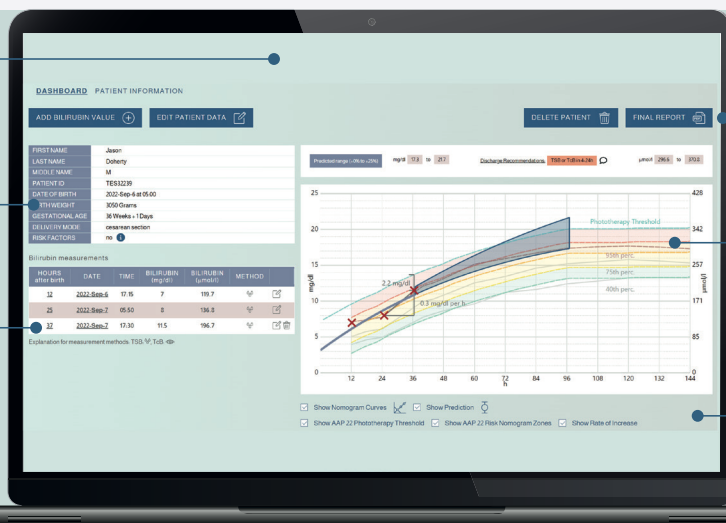 DASHBOARD PATIENT INFORMATION
ADD BILIRUBIN VALUE EDIT PATIENT DATA DELETE PATIENT FINAL REPORT
FIRST NAME Jason
LAST NAME Doherty
MIDDLE NAME M
PATIENT ID TES32239
DATE OF BIRTH 2022-Sep-6 at 05:00
BIRTH WEIGHT 3050 Grams
GESTATIONAL AGE 36 Weeks + 1 Days
DELIVERY MODE cesarean section
RISK FACTORS no
Bilirubin measurements
HOURS after birth DATE TIME BILIRUBIN (mg/dl) BILIRUBIN (μmol/l) METHOD
12 2022-Sep-6 17:15 7 119.7
25 2022-Sep-7 05:50 8 136.8
37 2022-Sep-7 17:30 11.5 196.7
Explanation for measurement methods: TSB: , TcB:
mg/dl 17.3 to 21.7 Discharge Recommendations: TSB or TcB in 4-24h μmol/l 296.6 to 370.8
25 428
20 342
15 257
10 171
5 85
0 0
mg/dl
μmol/l
Phototherapy Threshold
95th perc.
75th perc.
40th perc.
2.2 mg/dl
0.3 mg/dl per h
12 24 36 48 60 72 84 96 108 120 132 144
h
Show Nomogram Curves Show Prediction
Show AAP 22 Phototherapy Threshold Show AAP 22 Risk Nomogram Zones Show Rate of Increase